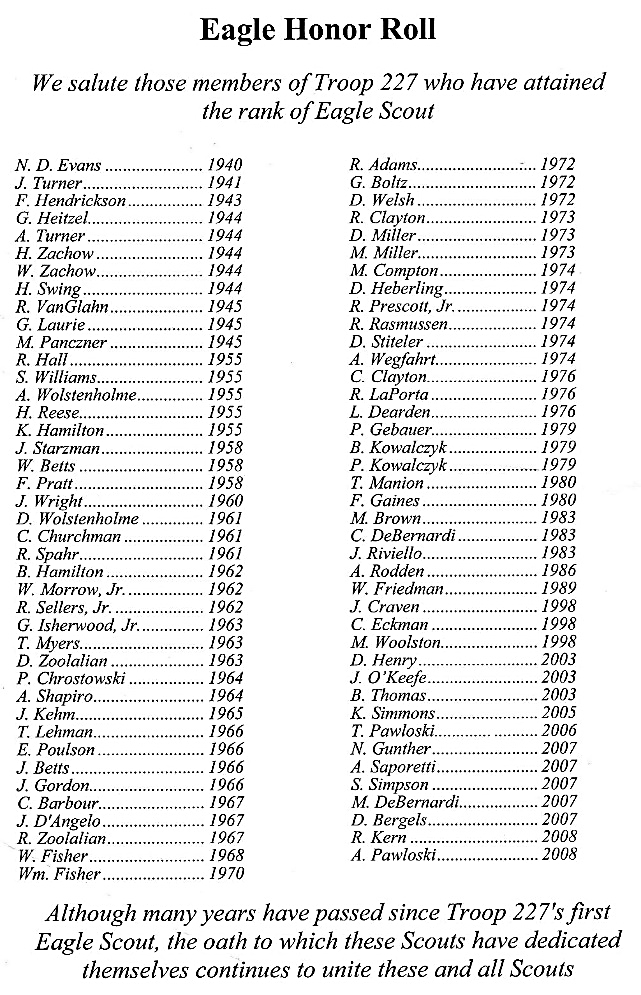 Eagle Honor Roll
We salute those members of Troop 227 who have attained
the rank of Eagle Scout
N. D. Evans ........................ 1940
J. Turner.............................. 1941
F. Hendrickson................... 1943
G. Heitzel............................ 1944
A. Turner............................. 1944
H. Zachow........................... 1944
W. Zachow........................... 1944
H. Swing.............................. 1944
R. VanGlahn........................ 1945
G. Laurie............................. 1945
M. Panczner........................ 1945
R. Hall................................. 1955
S. Williams.......................... 1955
A. Wolstenholme................. 1955
H. Reese............................... 1955
K. Hamilton......................... 1955
J. Starzman.......................... 1958
W. Betts ............................... 1958
F. Pratt................................ 1958
J. Wright.............................. 1960
D. Wolstenholme ............... 1961
C. Churchman..................... 1961
R. Spahr............................... 1961
B. Hamilton ......................... 1962
W. Morrow, Jr..................... 1962
R. Sellers, Jr........................ 1962
G. Isherwood, Jr................. 1963
T. Myers............................... 1963
D. Zoolalian ........................ 1963
P. Chrostowski .................... 1964
A. Shapiro............................ 1964
J. Kehm................................ 1965
T. Lehman............................ 1966
E. Poulson ........................... 1966
J. Betts................................. 1966
J. Gordon............................. 1966
C. Barbour........................... 1967
J. D'Angelo.......................... 1967
R. Zoolalian......................... 1967
W. Fisher............................. 1968
Wm. Fisher.......................... 1970
R. Adams.............................. 1972
G. Boltz................................ 1972
D. Welsh .............................. 1972
R. Clayton............................ 1973
D. Miller.............................. 1973
M. Miller.............................. 1973
M. Compton......................... 1974
D. Heberling........................ 1974
R. Prescott, Jr..................... 1974
R. Rasmussen....................... 1974
D. Stiteler ............................ 1974
A. Wegfahrt.......................... 1974
C. Clayton............................ 1976
R. LaPorta ........................... 1976
L. Dearden........................... 1976
P. Gebauer........................... 1979
B. Kowalczyk....................... 1979
P. Kowalczyk ....................... 1979
T. Manion ............................ 1980
F. Gaines.............................. 1980
M. Brown............................. 1983
C. DeBernardi ..................... 1983
J. Riviello............................. 1983
A. Rodden ............................ 1986
W. Friedman........................ 1989
J. Craven.............................. 1998
C. Eckman............................ 1998
M. Woolston......................... 1998
D. Henry............................... 2003
J. O'Keefe............................ 2003
B. Thomas............................ 2003
K. Simmons.......................... 2005
T. Pawloski.......................... 2006
N. Gunther........................... 2007
A. Saporetti.......................... 2007
S. Simpson ........................... 2007
M. DeBernardi..................... 2007
D. Bergels............................ 2007
R. Kern ................................ 2008
A. Pawloski.......................... 2008
Although many years have passed since Troop 227's first
Eagle Scout, the oath to which these Scouts have dedicated
themselves continues to unite these and all Scouts